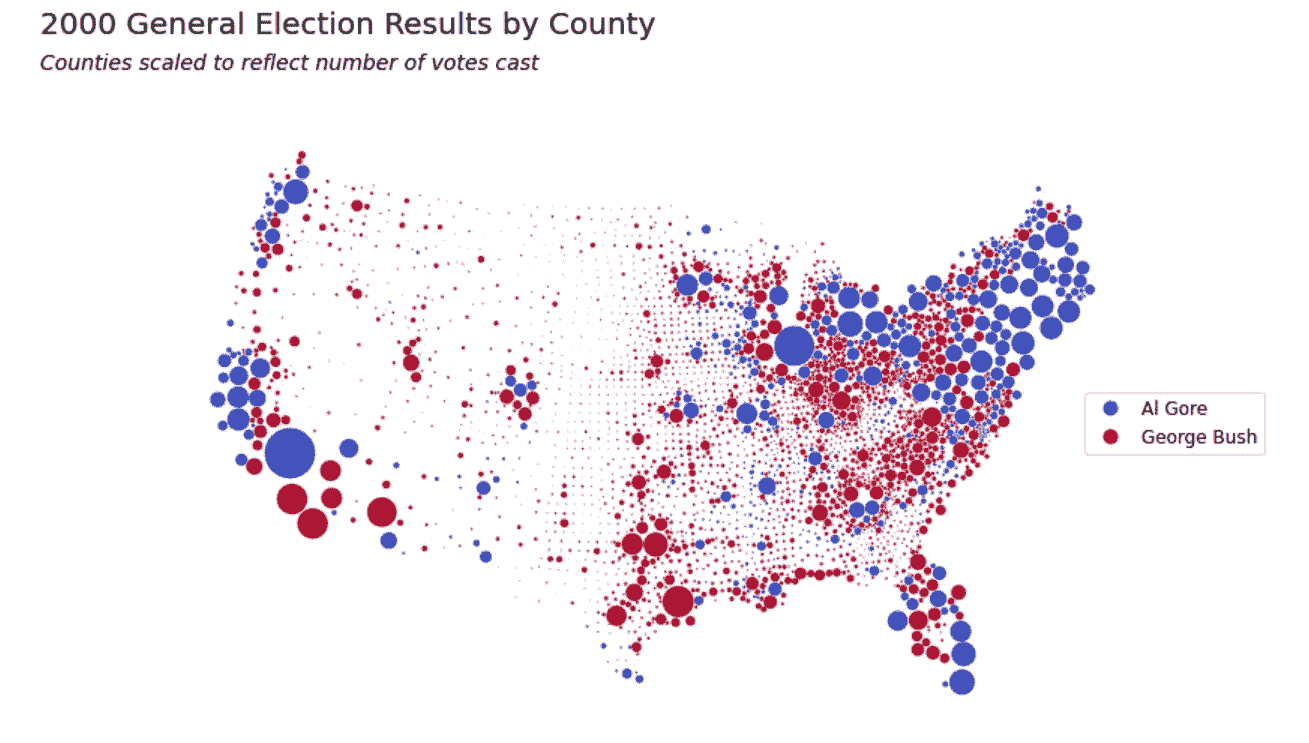 2000 General Election Results by County
Counties scaled to reflect number of votes cast
Al Gore
George Bush